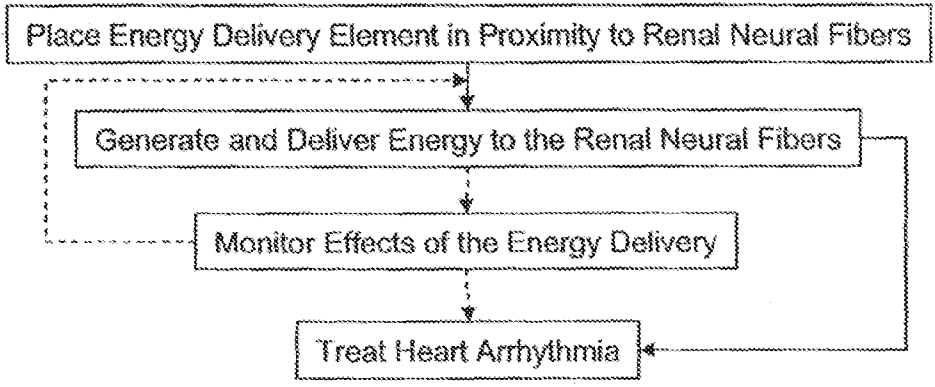 Place Energy Delivery Element in Proximity to Renal Neural Fibers
Generate and Deliver Energy to the Renal Neural Fibers
Monitor Effects of the Energy Delivery
Treat Heart Arrhythmia